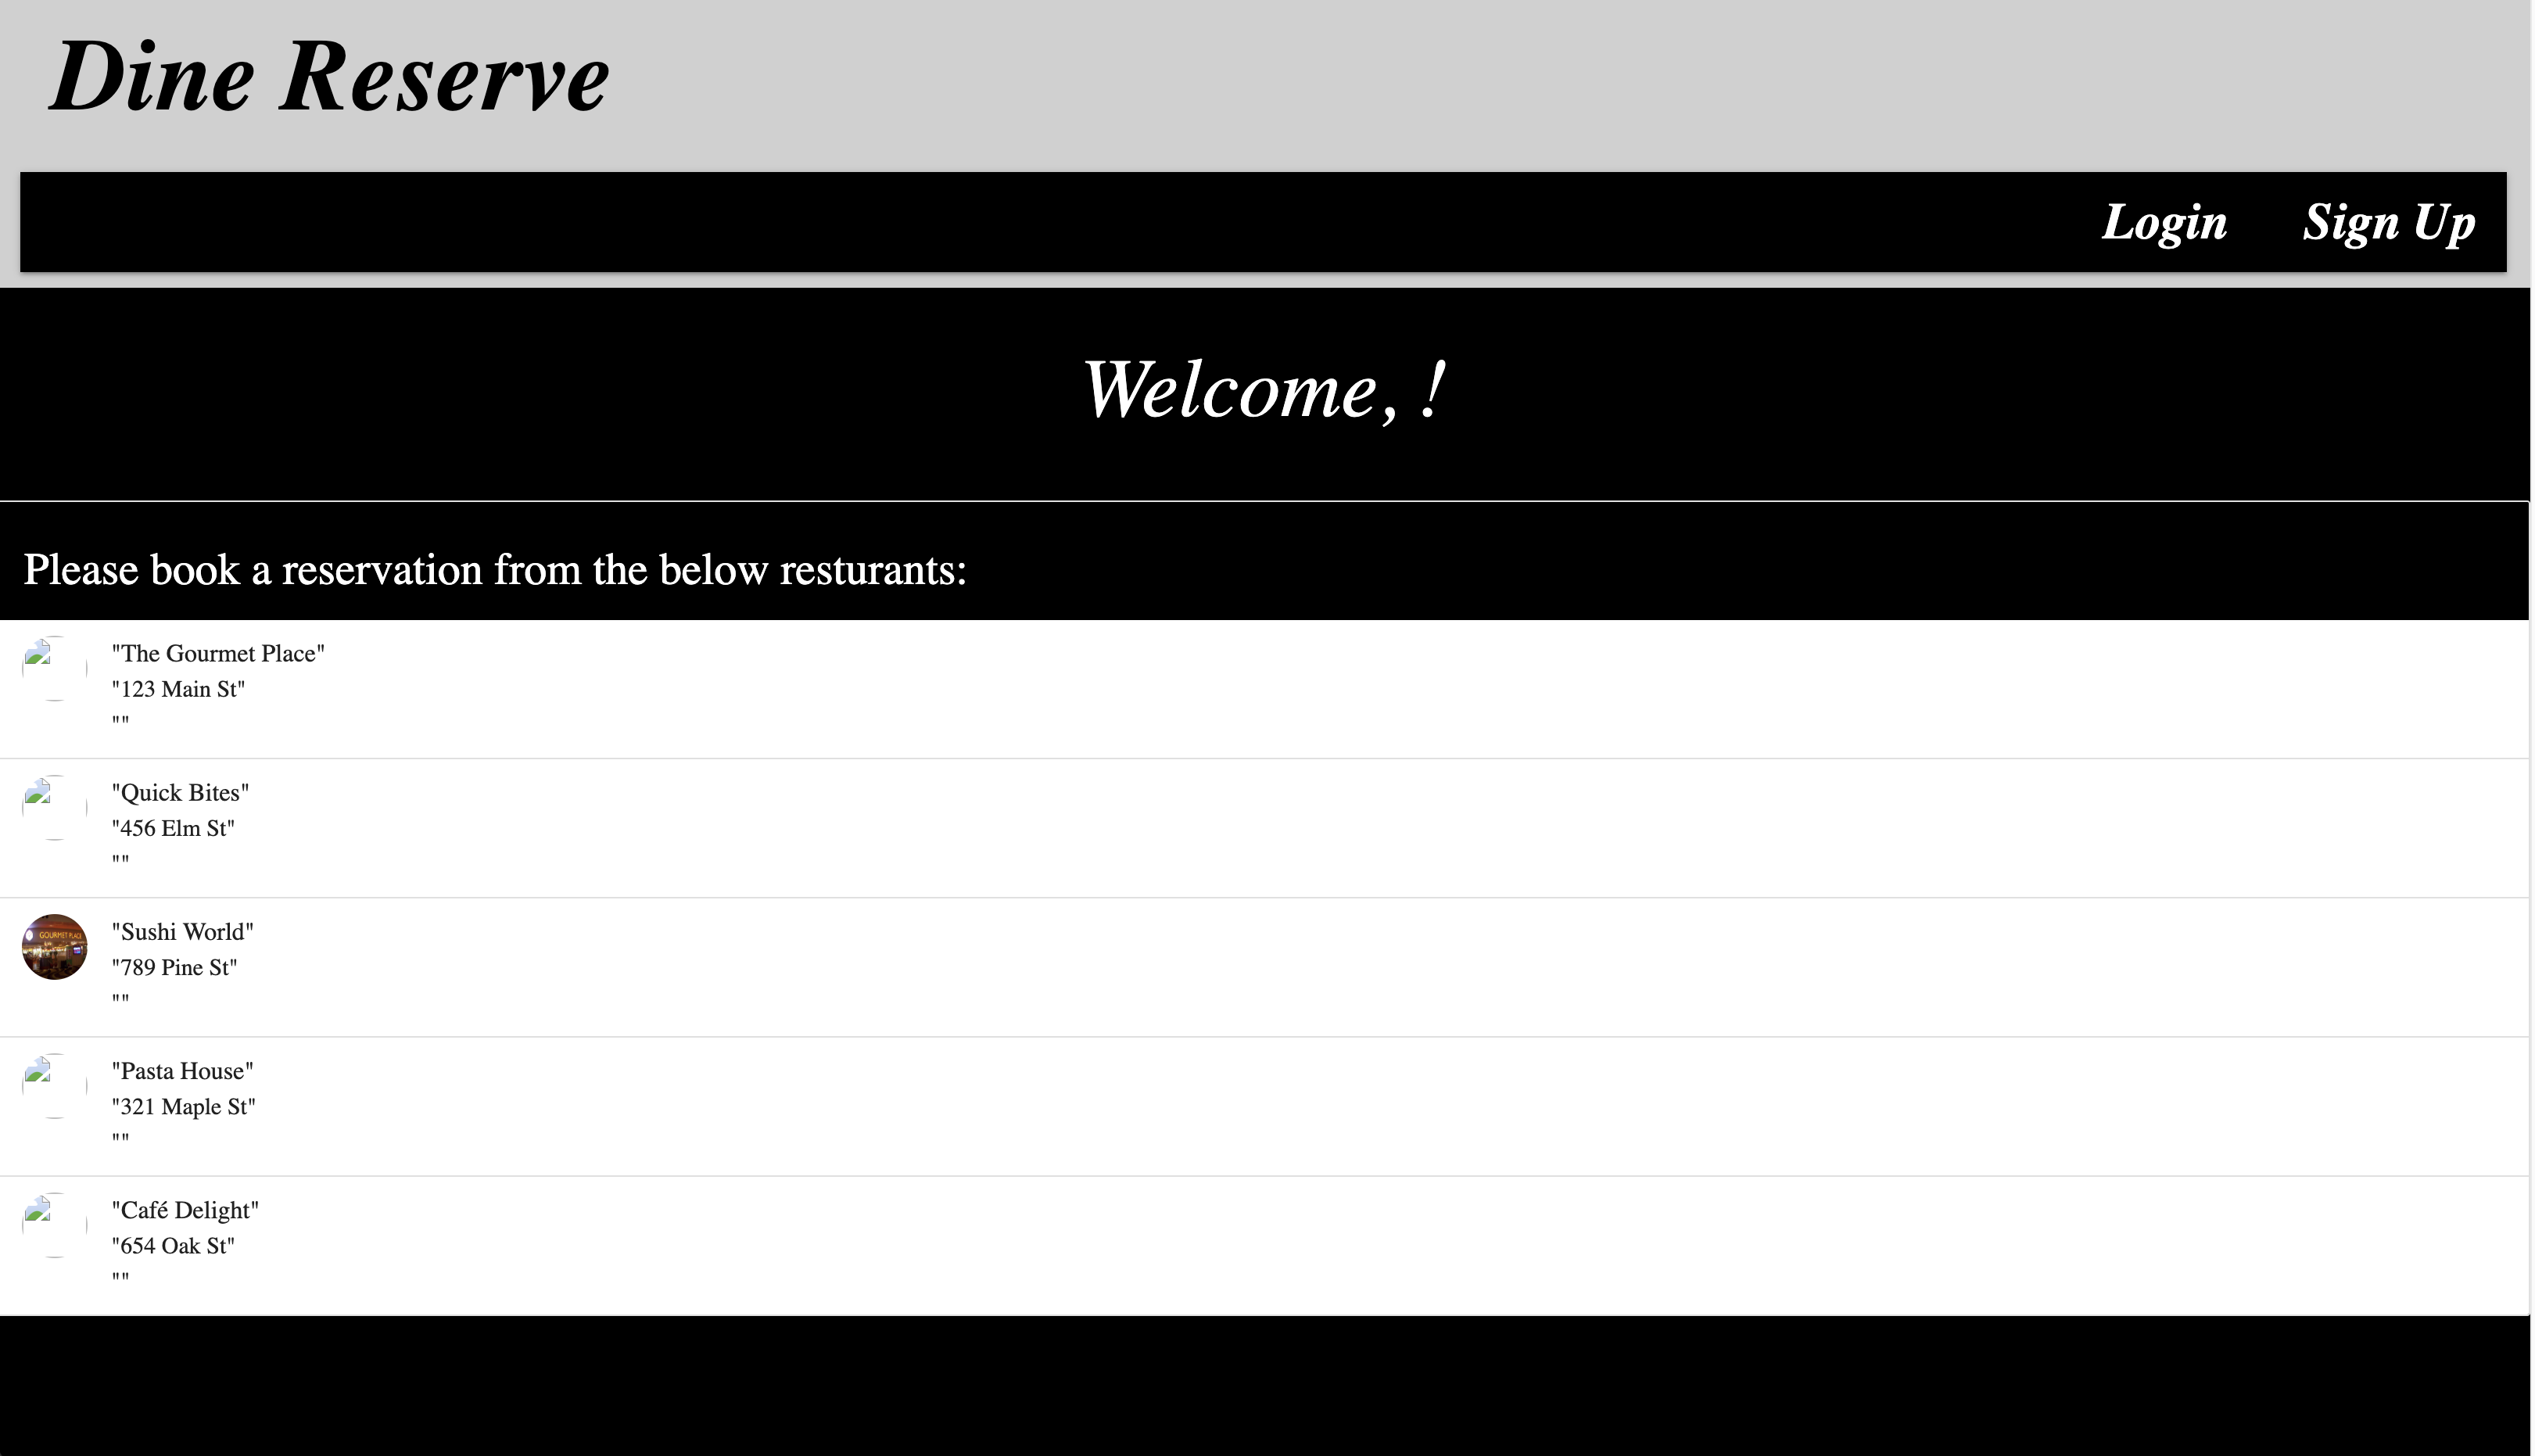 Dine Reserve
Login Sign Up
Welcome, !
Please book a reservation from the below resturants:
"The Gourmet Place"
"123 Main St"
""
"Quick Bites"
"456 Elm St"
""
GOURMET PLACE
"Sushi World"
"789 Pine St"
""
"Pasta House"
"321 Maple St"
""
"Café Delight"
"654 Oak St"
""